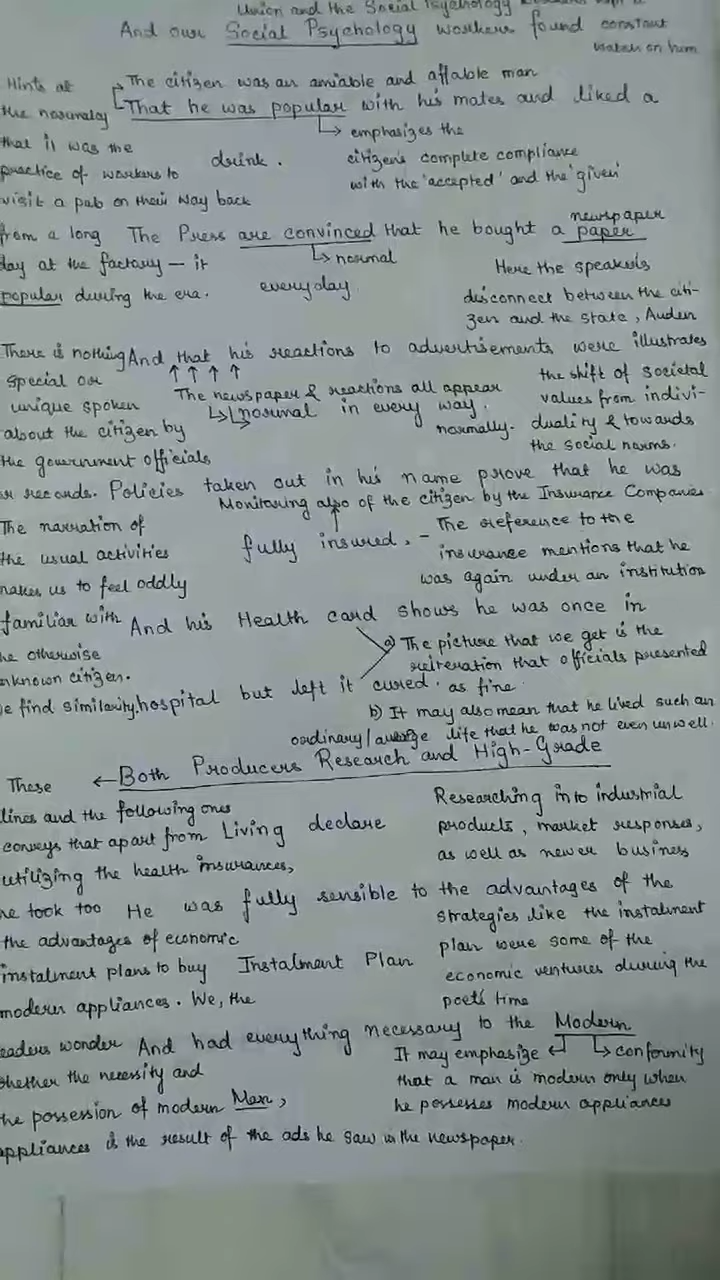 Union and the Social Psychology
And our Social Psychology workers found constant
watch on him
Hints at The citizen was an amiable and affable man
the normalcy That he was popular with his mates and liked a
that it was the → emphasizes the
practice of workers to drink. citizen's complete compliance
visit a pub on their way back with the 'accepted' and the 'given'
newspaper
from a long The Press are convinced that he bought a paper
day at the factory — it → normal Here the speaker's
popular during the era. everyday disconnect between the citi-
zen and the state, Auden
There is nothing And that his reactions to advertisements were illustrates
special or ↑ ↑ ↑ ↑ the shift of societal
unique spoken The newspaper & reactions all appear values from indivi-
about the citizen by → normal in every way. normally. duality & towards
the government officials the social norms.
or records. Policies taken out in his name prove that he was
Monitoring also of the citizen by the Insurance Companies
The narration of fully insured. - The reference to the
the usual activities insurance mentions that he
makes us to feel oddly was again under an institution
familiar with And his Health card shows he was once in
he otherwise a) The picture that we get is the
unknown citizen. reiteration that officials presented
e find similarity. hospital but left it cured. as fine.
b) It may also mean that he lived such an
ordinary/average life that he was not even unwell.
These ← Both Producers Research and High-Grade
lines and the following ones Researching into industrial
conveys that apart from Living declare products, market responses,
utilizing the health insurances, as well as newer business
he took too He was fully sensible to the advantages of the
the advantages of economic strategies like the instalment
instalment plans to buy Instalment Plan plan were some of the
modern appliances. We, the economic ventures during the
poet's time
eaders wonder And had everything necessary to the Modern
whether the necessity and It may emphasize ↵ → conformity
the possession of modern Man, that a man is modern only when
he possesses modern appliances
appliances is the result of the ads he saw in the newspaper.